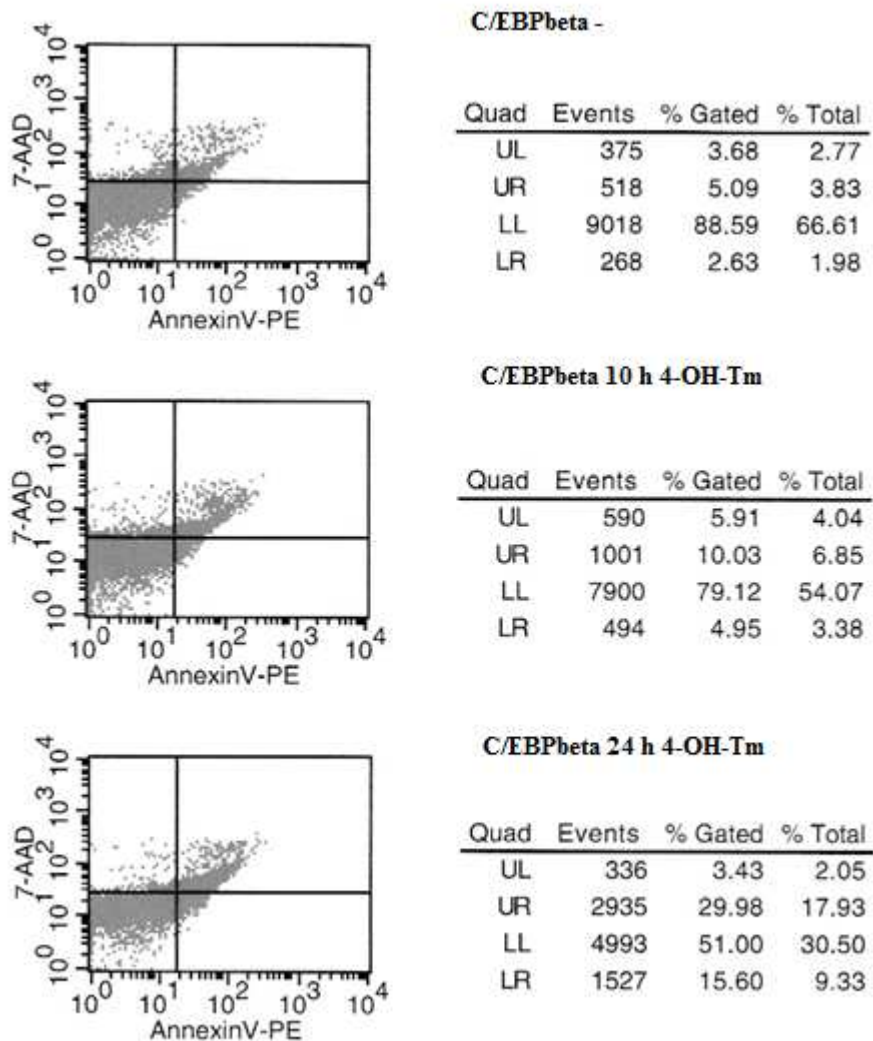 C/EBPbeta -
7-AAD
10^4
10^3
10^2
10^1
10^0
10^0 10^1 10^2 10^3 10^4
AnnexinV-PE
Quad Events % Gated % Total
UL 375 3.68 2.77
UR 518 5.09 3.83
LL 9018 88.59 66.61
LR 268 2.63 1.98
C/EBPbeta 10 h 4-OH-Tm
7-AAD
10^4
10^3
10^2
10^1
10^0
10^0 10^1 10^2 10^3 10^4
AnnexinV-PE
Quad Events % Gated % Total
UL 590 5.91 4.04
UR 1001 10.03 6.85
LL 7900 79.12 54.07
LR 494 4.95 3.38
C/EBPbeta 24 h 4-OH-Tm
7-AAD
10^4
10^3
10^2
10^1
10^0
10^0 10^1 10^2 10^3 10^4
AnnexinV-PE
Quad Events % Gated % Total
UL 336 3.43 2.05
UR 2935 29.98 17.93
LL 4993 51.00 30.50
LR 1527 15.60 9.33